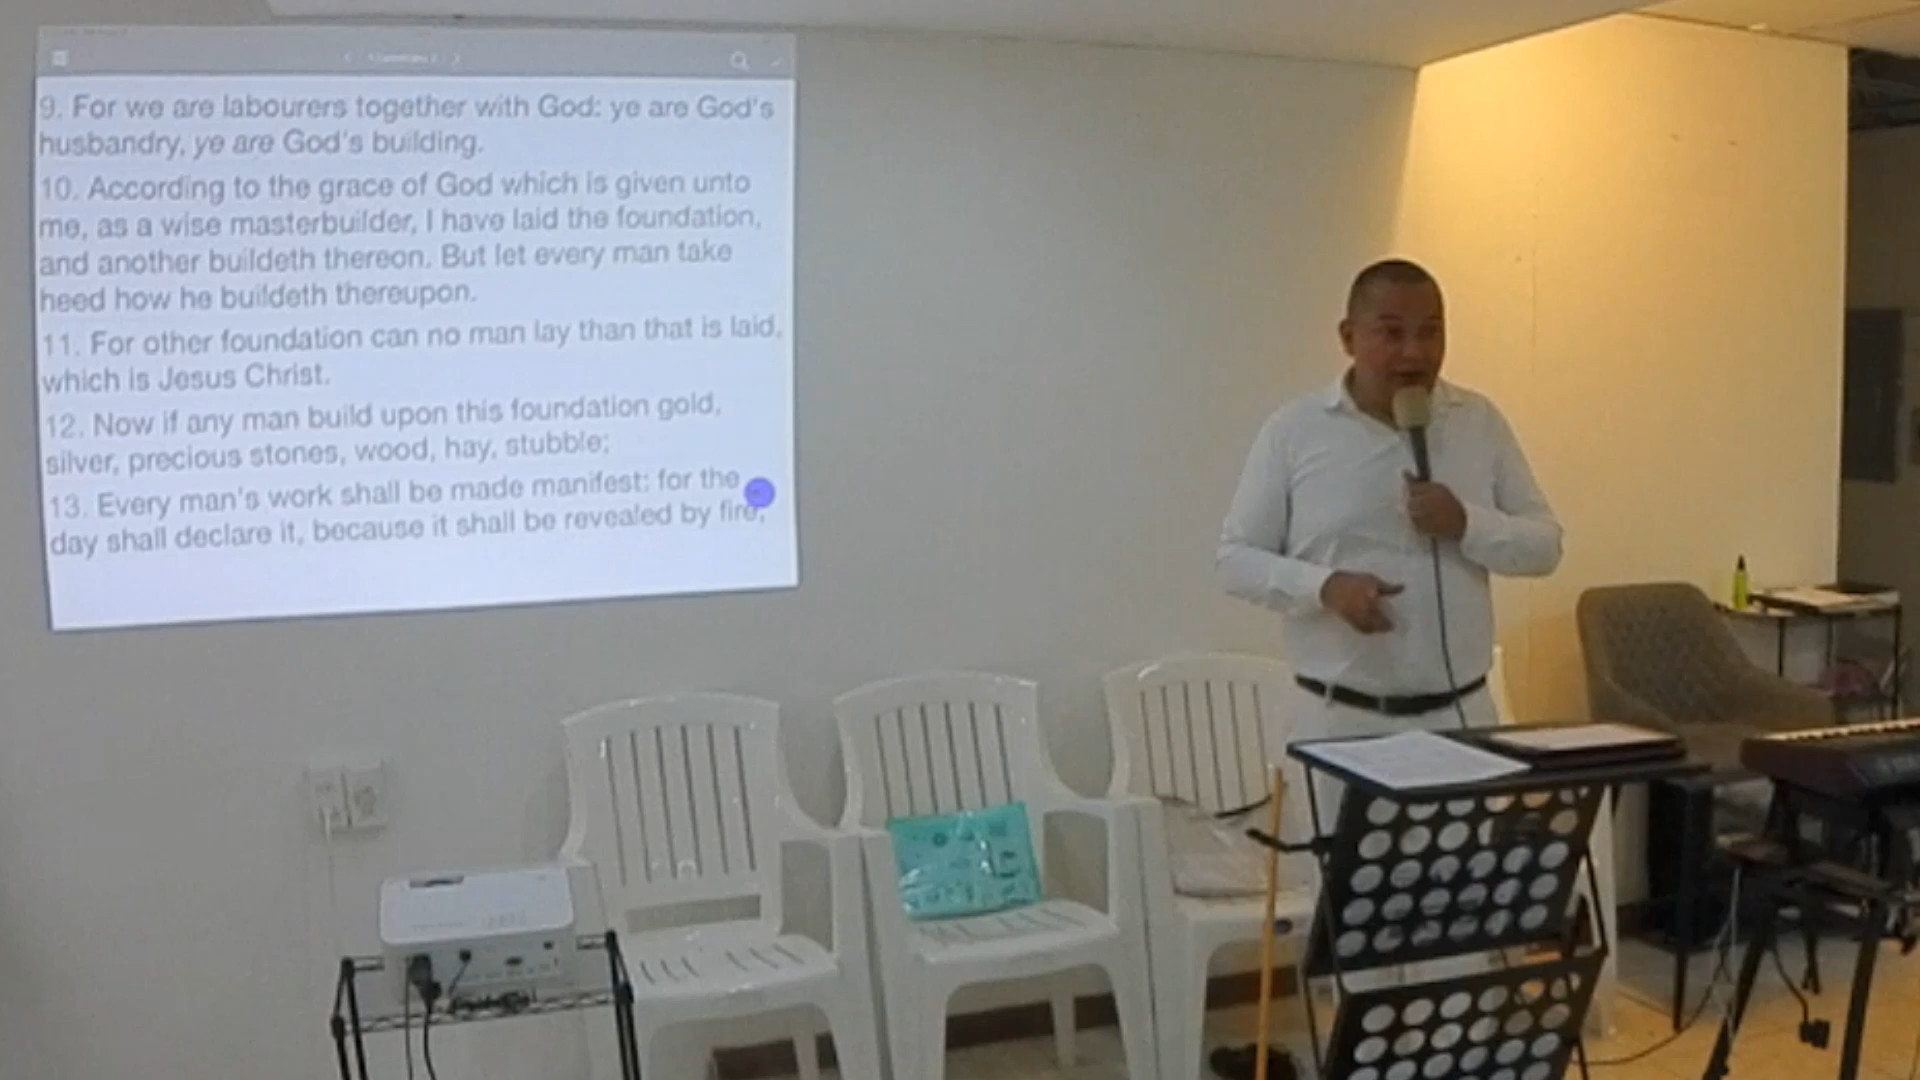 9. For we are labourers together with God: ye are God's
husbandry, ye are God's building.
10. According to the grace of God which is given unto
me, as a wise masterbuilder, I have laid the foundation,
and another buildeth thereon. But let every man take
heed how he buildeth thereupon.
11. For other foundation can no man lay than that is laid,
which is Jesus Christ.
12. Now if any man build upon this foundation gold,
silver, precious stones, wood, hay, stubble;
13. Every man's work shall be made manifest: for the
day shall declare it, because it shall be revealed by fire;